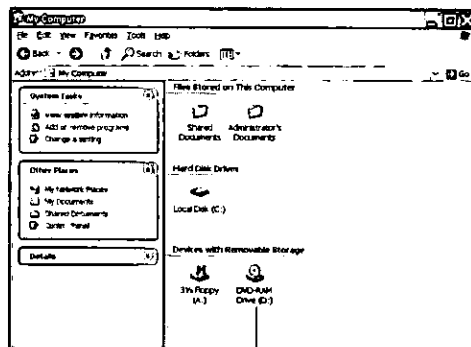 My Computer
File Edit View Favorites Tools Help
Back Search Folders
Address My Computer Go
System Tasks
View system information
Add or remove programs
Change a setting
Other Places
My Network Places
My Documents
Shared Documents
Control Panel
Details
Files Stored on This Computer
Shared Documents
Administrator's Documents
Hard Disk Drives
Local Disk (C:)
Devices with Removable Storage
3½ Floppy (A:)
DVD-RAM Drive (D:)